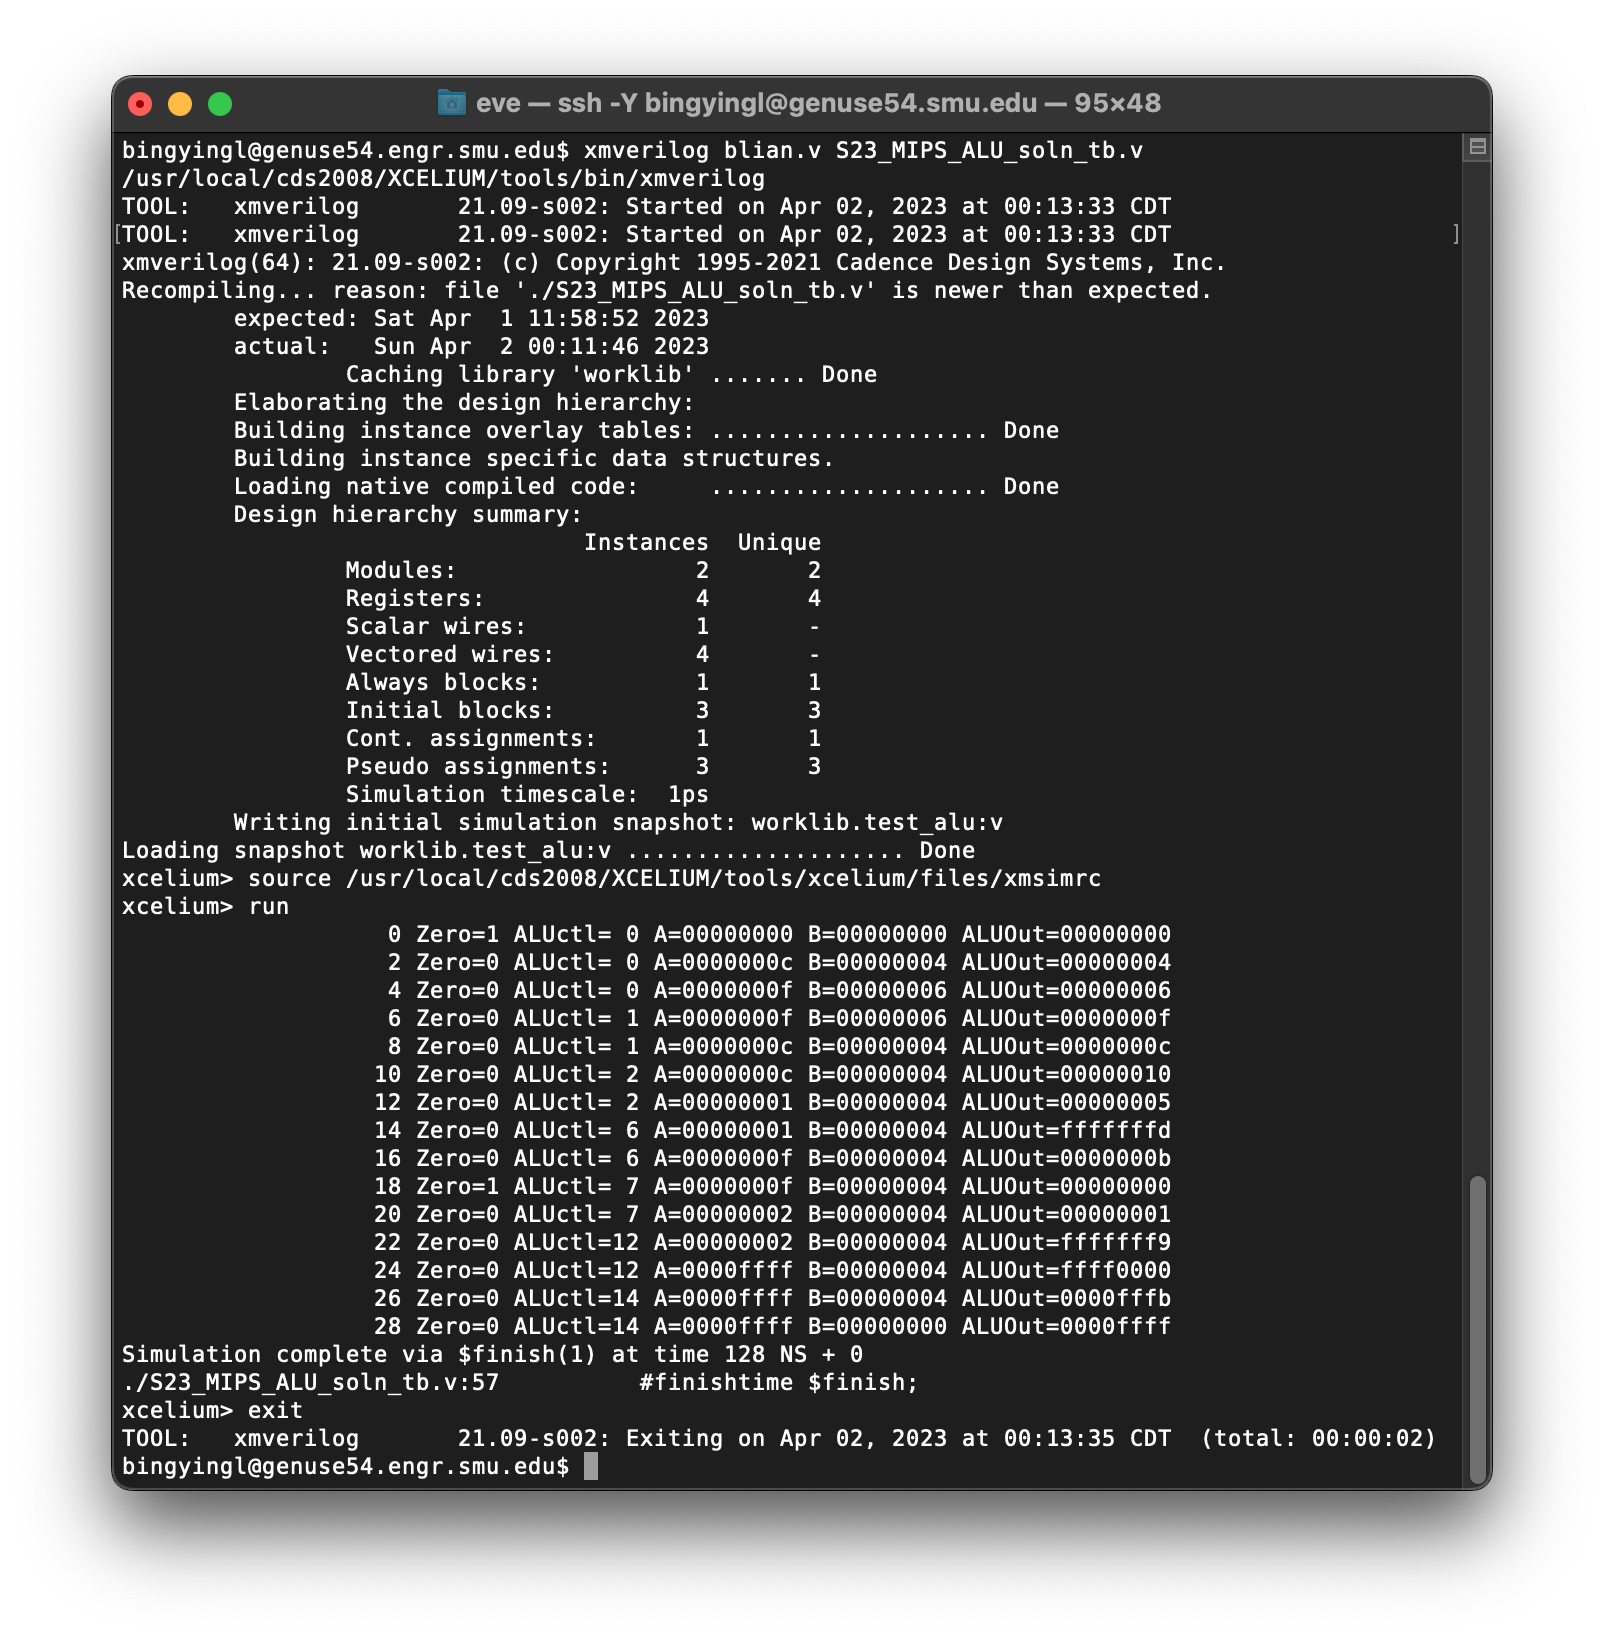 eve — ssh -Y bingyingl@genuse54.smu.edu — 95×48
bingyingl@genuse54.engr.smu.edu$ xmverilog blian.v S23_MIPS_ALU_soln_tb.v
/usr/local/cds2008/XCELIUM/tools/bin/xmverilog
TOOL:   xmverilog       21.09-s002: Started on Apr 02, 2023 at 00:13:33 CDT
[TOOL:   xmverilog       21.09-s002: Started on Apr 02, 2023 at 00:13:33 CDT                    ]
xmverilog(64): 21.09-s002: (c) Copyright 1995-2021 Cadence Design Systems, Inc.
Recompiling... reason: file './S23_MIPS_ALU_soln_tb.v' is newer than expected.
        expected: Sat Apr  1 11:58:52 2023
        actual:   Sun Apr  2 00:11:46 2023
                Caching library 'worklib' ....... Done
        Elaborating the design hierarchy:
        Building instance overlay tables: .................... Done
        Building instance specific data structures.
        Loading native compiled code:     .................... Done
        Design hierarchy summary:
                                 Instances  Unique
                Modules:                 2       2
                Registers:               4       4
                Scalar wires:            1       -
                Vectored wires:          4       -
                Always blocks:           1       1
                Initial blocks:          3       3
                Cont. assignments:       1       1
                Pseudo assignments:      3       3
                Simulation timescale:  1ps
        Writing initial simulation snapshot: worklib.test_alu:v
Loading snapshot worklib.test_alu:v .................... Done
xcelium> source /usr/local/cds2008/XCELIUM/tools/xcelium/files/xmsimrc
xcelium> run
                   0 Zero=1 ALUctl= 0 A=00000000 B=00000000 ALUOut=00000000
                   2 Zero=0 ALUctl= 0 A=0000000c B=00000004 ALUOut=00000004
                   4 Zero=0 ALUctl= 0 A=0000000f B=00000006 ALUOut=00000006
                   6 Zero=0 ALUctl= 1 A=0000000f B=00000006 ALUOut=0000000f
                   8 Zero=0 ALUctl= 1 A=0000000c B=00000004 ALUOut=0000000c
                  10 Zero=0 ALUctl= 2 A=0000000c B=00000004 ALUOut=00000010
                  12 Zero=0 ALUctl= 2 A=00000001 B=00000004 ALUOut=00000005
                  14 Zero=0 ALUctl= 6 A=00000001 B=00000004 ALUOut=fffffffd
                  16 Zero=0 ALUctl= 6 A=0000000f B=00000004 ALUOut=0000000b
                  18 Zero=1 ALUctl= 7 A=0000000f B=00000004 ALUOut=00000000
                  20 Zero=0 ALUctl= 7 A=00000002 B=00000004 ALUOut=00000001
                  22 Zero=0 ALUctl=12 A=00000002 B=00000004 ALUOut=fffffff9
                  24 Zero=0 ALUctl=12 A=0000ffff B=00000004 ALUOut=ffff0000
                  26 Zero=0 ALUctl=14 A=0000ffff B=00000004 ALUOut=0000fffb
                  28 Zero=0 ALUctl=14 A=0000ffff B=00000000 ALUOut=0000ffff
Simulation complete via $finish(1) at time 128 NS + 0
./S23_MIPS_ALU_soln_tb.v:57          #finishtime $finish;
xcelium> exit
TOOL:   xmverilog       21.09-s002: Exiting on Apr 02, 2023 at 00:13:35 CDT  (total: 00:00:02)
bingyingl@genuse54.engr.smu.edu$